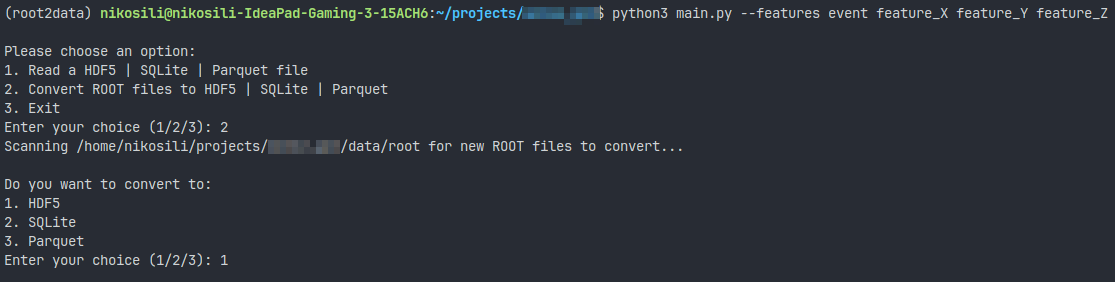 (root2data) nikosili@nikosili-IdeaPad-Gaming-3-15ACH6:~/projects/ $ python3 main.py --features event feature_X feature_Y feature_Z
Please choose an option:
1. Read a HDF5 | SQLite | Parquet file
2. Convert ROOT files to HDF5 | SQLite | Parquet
3. Exit
Enter your choice (1/2/3): 2
Scanning /home/nikosili/projects/ /data/root for new ROOT files to convert...
Do you want to convert to:
1. HDF5
2. SQLite
3. Parquet
Enter your choice (1/2/3): 1